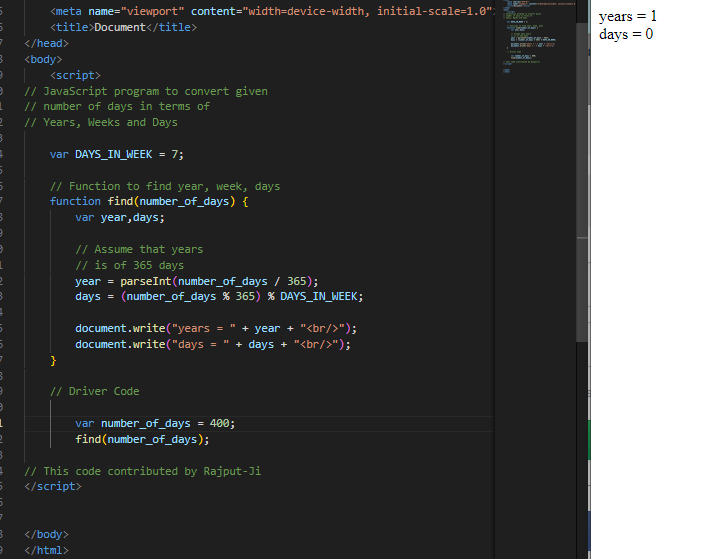 <meta name="viewport" content="width=device-width, initial-scale=1.0"
<title>Document</title>
</head>
<body>
<script>
// JavaScript program to convert given
// number of days in terms of
// Years, Weeks and Days
var DAYS_IN_WEEK = 7;
// Function to find year, week, days
function find(number_of_days) {
var year,days;
// Assume that years
// is of 365 days
year = parseInt(number_of_days / 365);
days = (number_of_days % 365) % DAYS_IN_WEEK;
document.write("years = " + year + "<br/>");
document.write("days = " + days + "<br/>");
}
// Driver Code
var number_of_days = 400;
find(number_of_days);
// This code contributed by Rajput-Ji
</script>
</body>
</html>
years = 1
days = 0